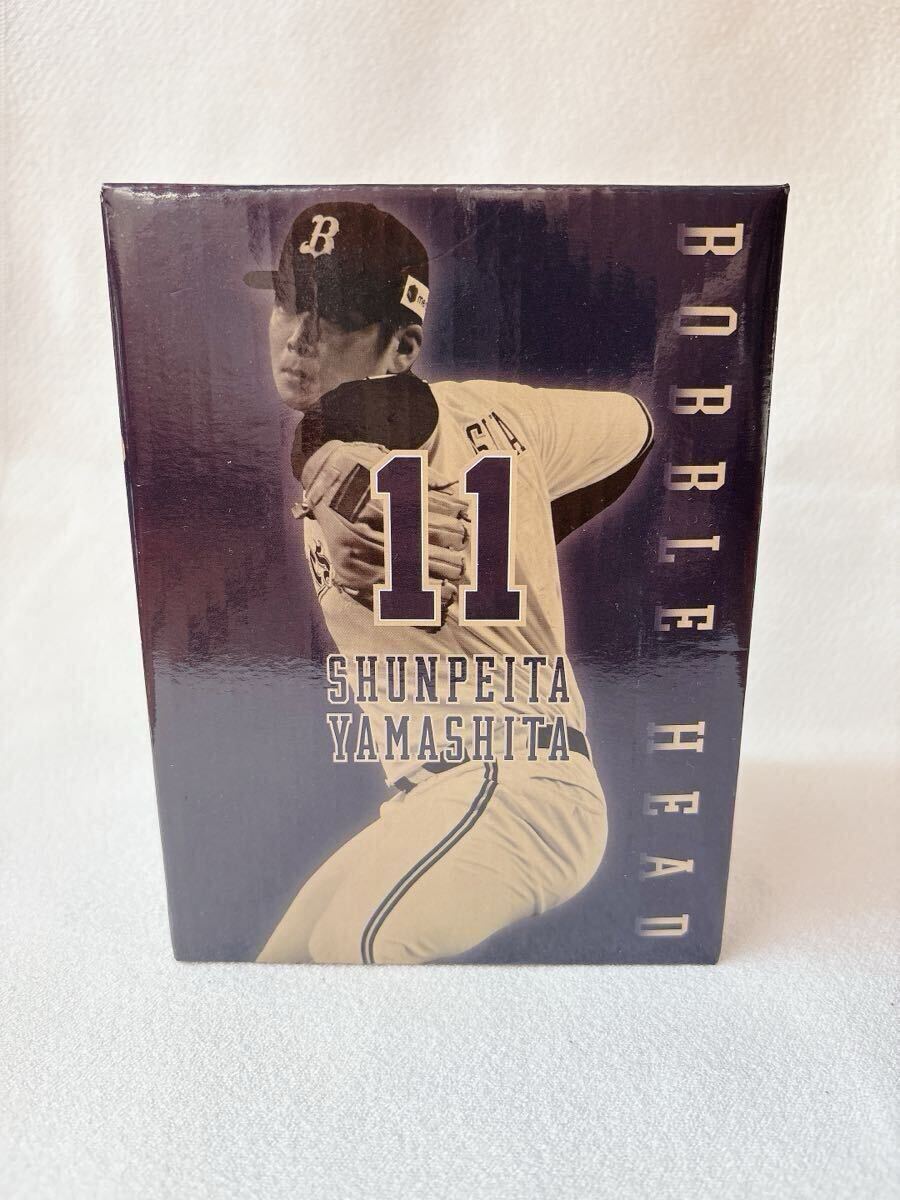 B
11
SHUNPEITA
YAMASHITA
BOBBLE HEAD